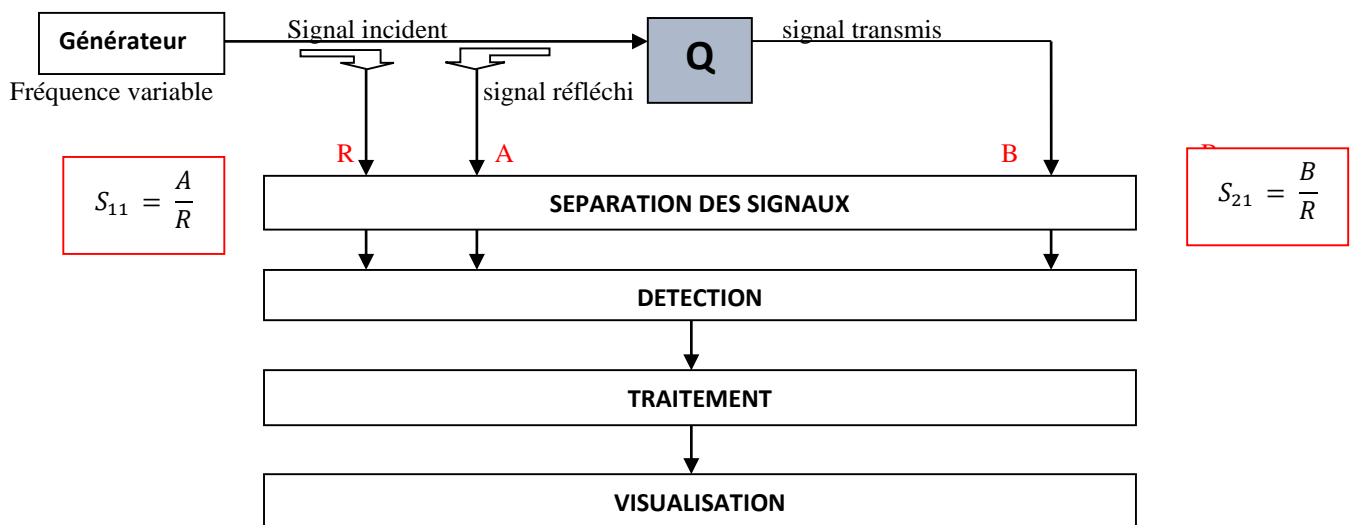 Générateur
Signal incident
Q
signal transmis
Fréquence variable
signal réfléchi
R
A
B
S₁₁ = A/R
SEPARATION DES SIGNAUX
S₂₁ = B/R
DETECTION
TRAITEMENT
VISUALISATION